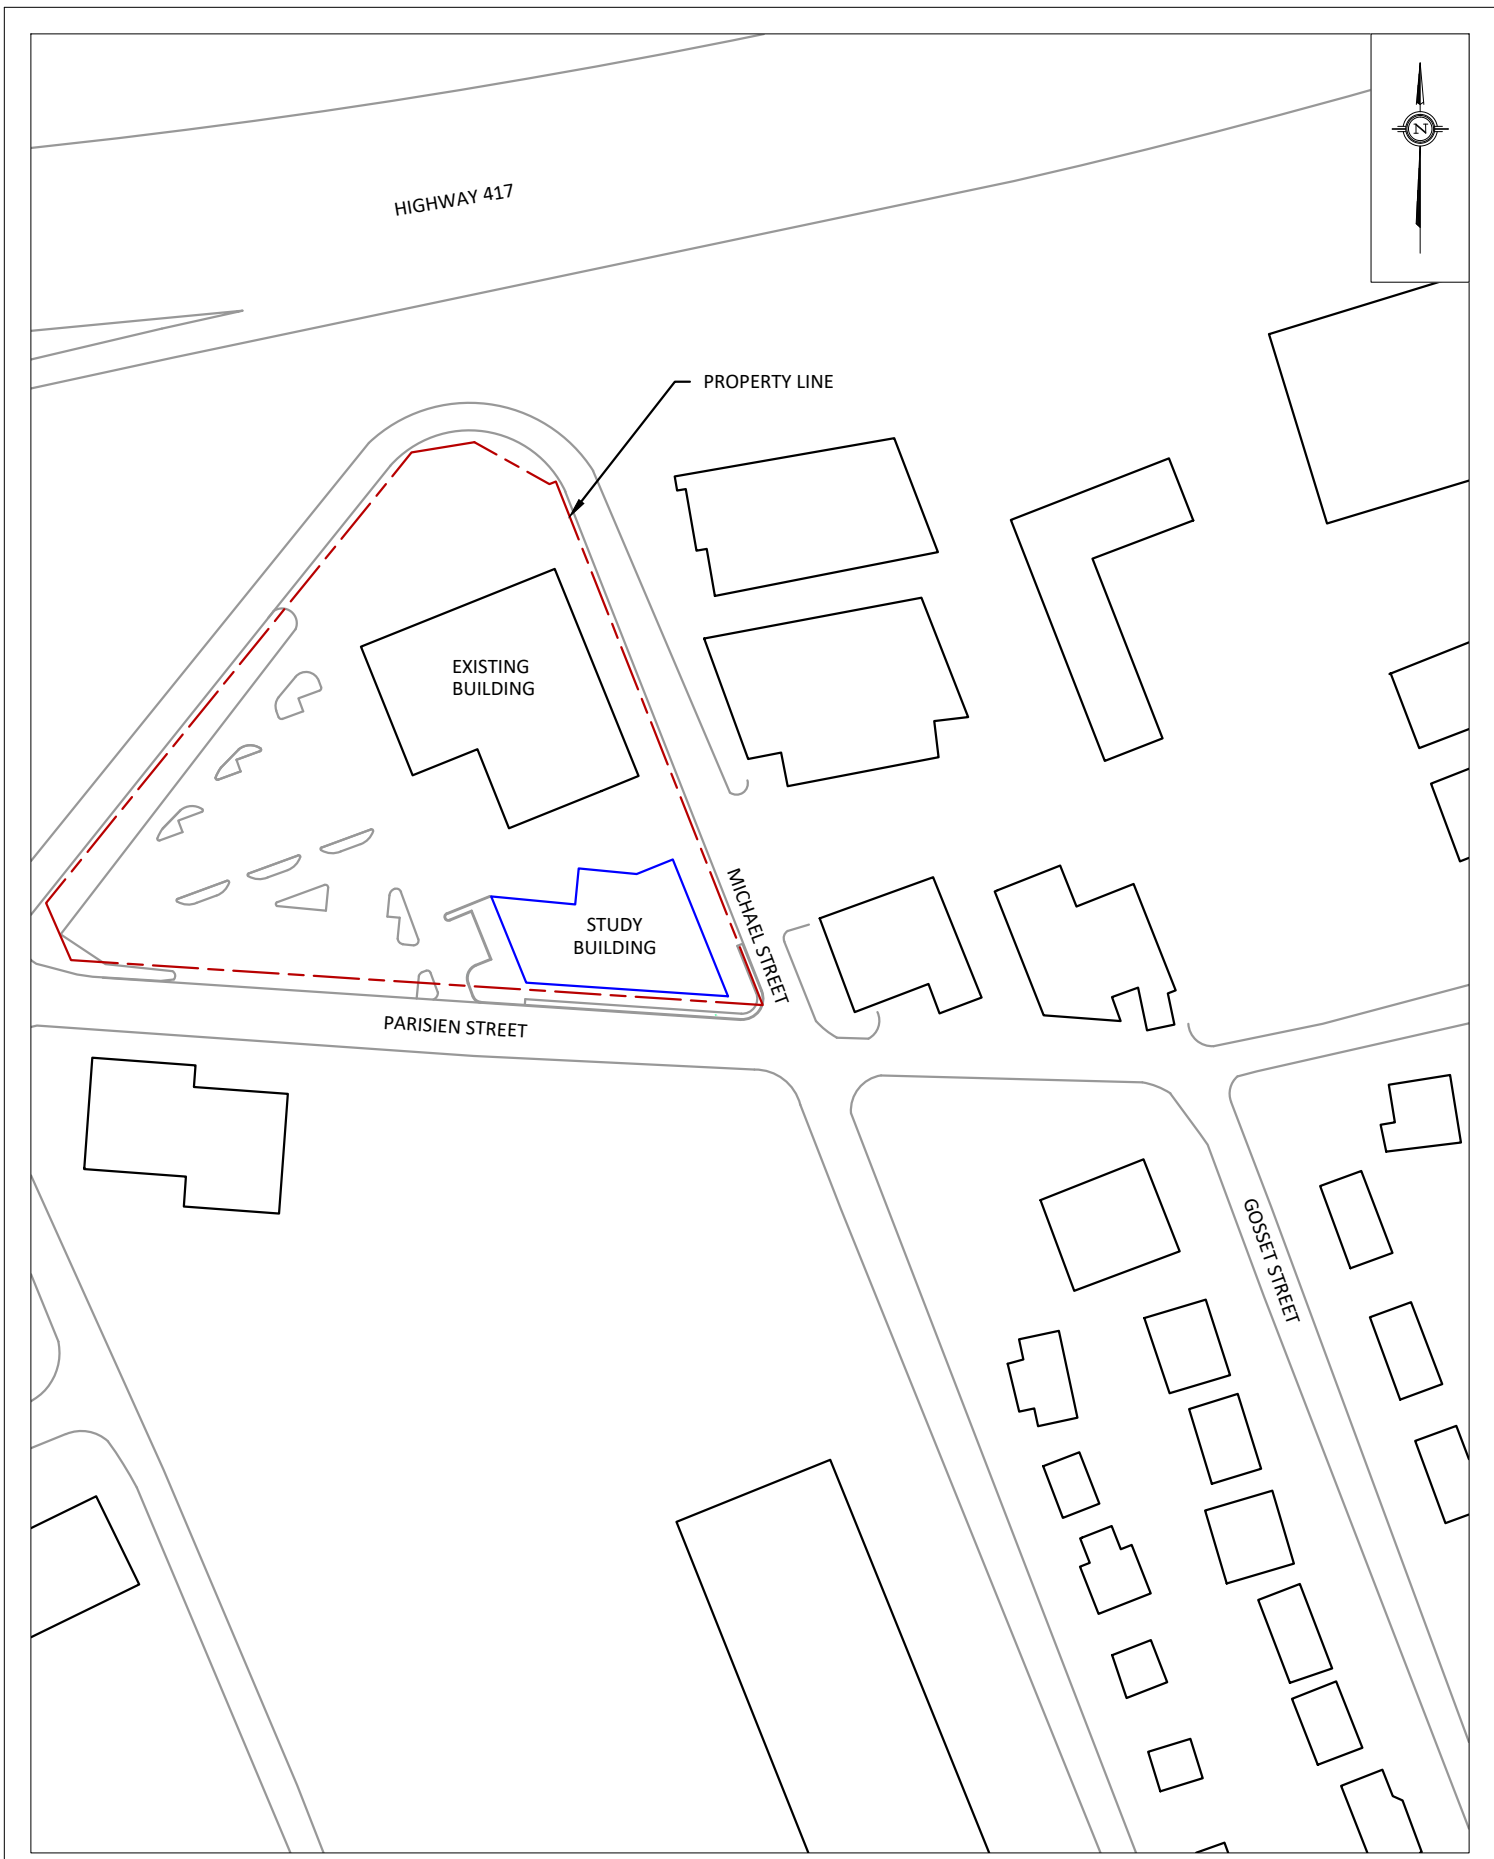 N
HIGHWAY 417
PROPERTY LINE
EXISTING
BUILDING
STUDY
BUILDING
MICHAEL STREET
PARISIEN STREET
GOSSET STREET